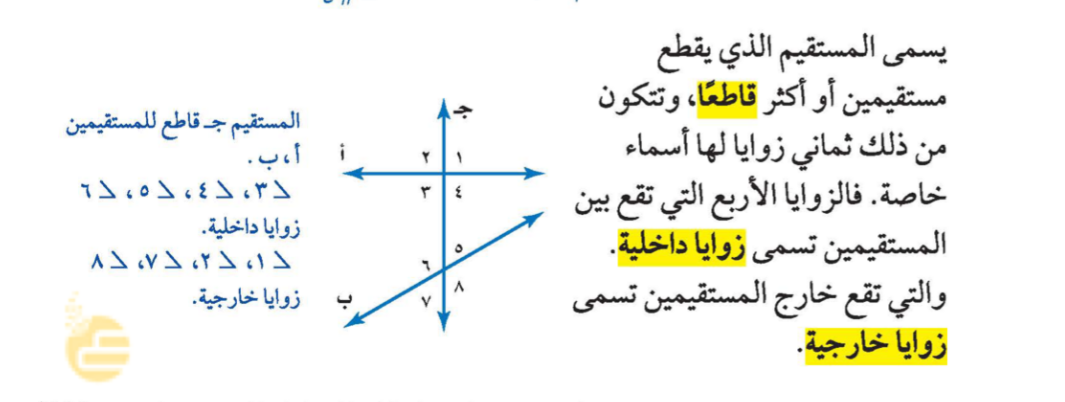 يسمى المستقيم الذي يقطع
مستقيمين أو أكثر قاطعًا، وتتكون
من ذلك ثماني زوايا لها أسماء
خاصة. فالزوايا الأربع التي تقع بين
المستقيمين تسمى زوايا داخلية.
والتي تقع خارج المستقيمين تسمى
زوايا خارجية.
جـ
أ
٢ ١
٣ ٤
٥
٦
٧ ٨
ب
المستقيم جـ قاطع للمستقيمين
أ، ب.
∠٣، ∠٤، ∠٥، ∠٦
زوايا داخلية.
∠١، ∠٢، ∠٧، ∠٨
زوايا خارجية.